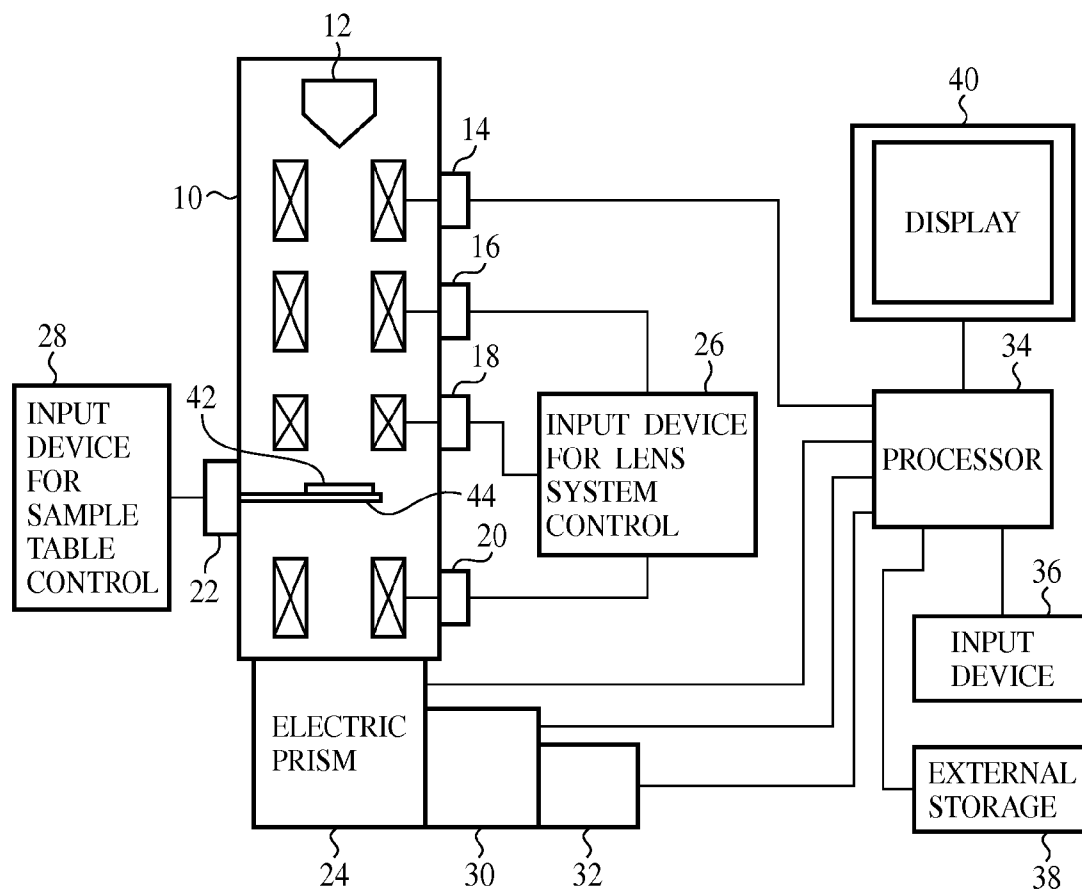 12
40
14
10
DISPLAY
16
28
18
26
34
INPUT
DEVICE
FOR
SAMPLE
TABLE
CONTROL
42
INPUT DEVICE
FOR LENS
SYSTEM
CONTROL
PROCESSOR
44
22
20
36
INPUT
DEVICE
ELECTRIC
PRISM
EXTERNAL
STORAGE
24
30
32
38